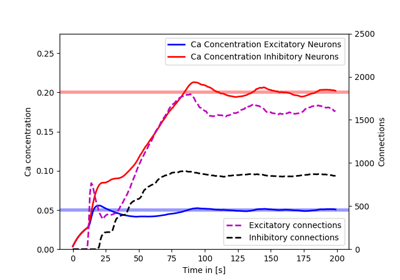 Ca Concentration Excitatory Neurons
Ca Concentration Inhibitory Neurons
Excitatory connections
Inhibitory connections
Ca concentration
0.25
0.20
0.15
0.10
0.05
0.00
2500
2000
1500
1000
500
0
Connections
0 25 50 75 100 125 150 175 200
Time in [s]